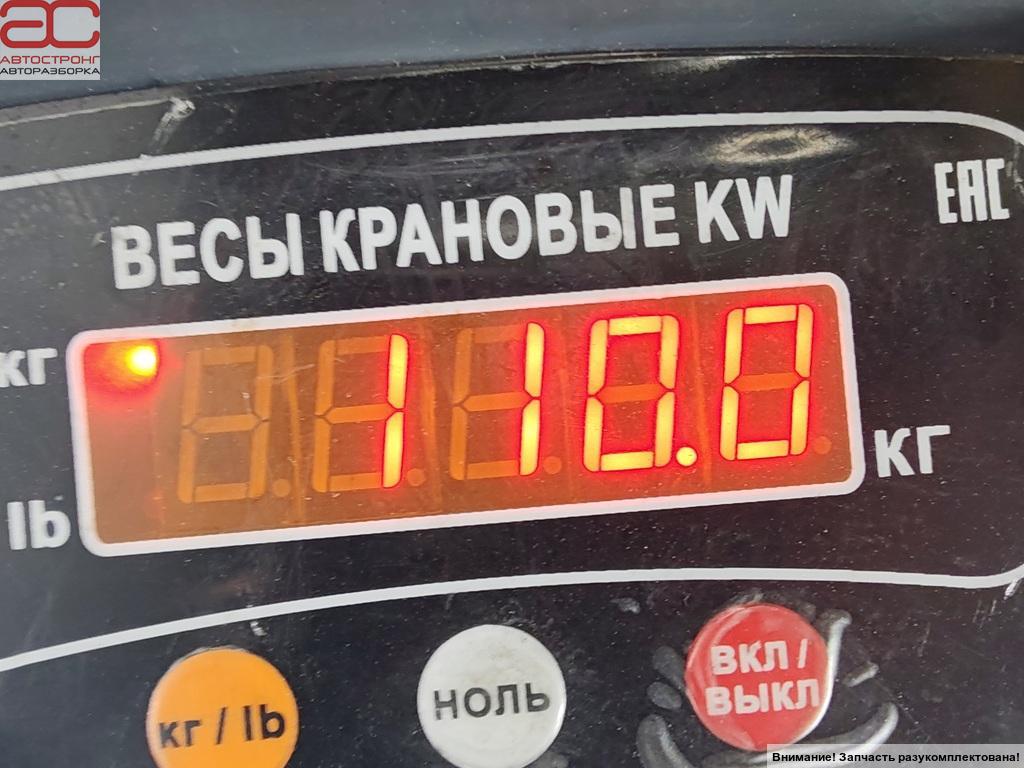 ac
АВТОСТРОНГ
АВТОРАЗБОРКА
ВЕСЫ КРАНОВЫЕ KW
EAC
кг
110.0
кг
lb
кг / lb
НОЛЬ
ВКЛ /
ВЫКЛ
Внимание! Запчасть разукомплектована!